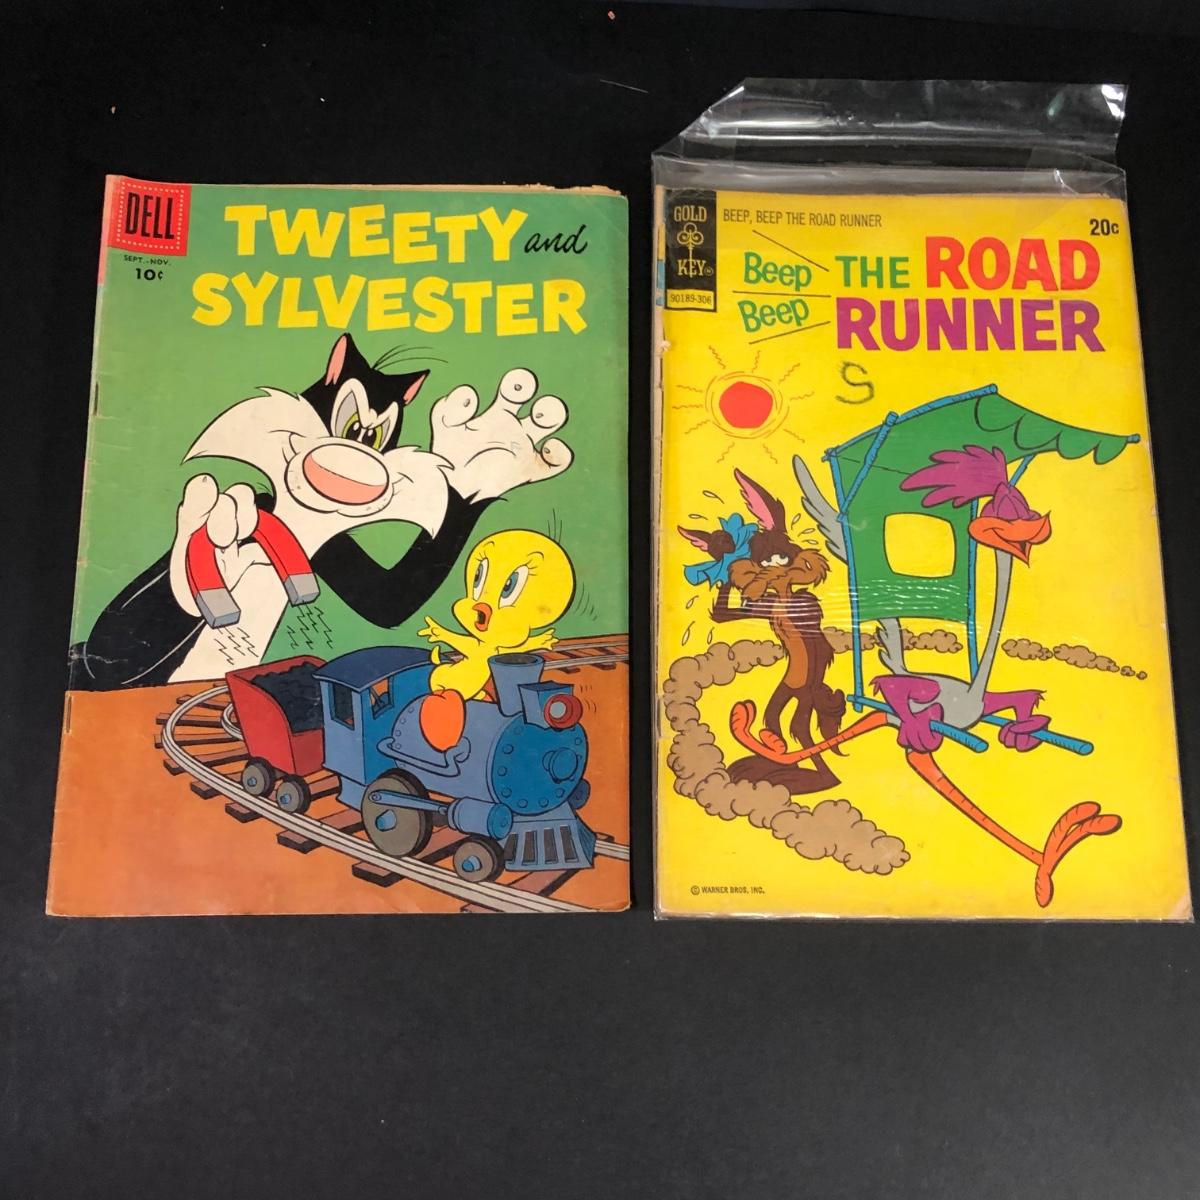 DELL
SEPT.-NOV.
10¢
TWEETY and
SYLVESTER
GOLD
KEY®
90189-306
BEEP, BEEP THE ROAD RUNNER
20c
Beep
Beep
THE ROAD
RUNNER
S
© WARNER BROS. INC.